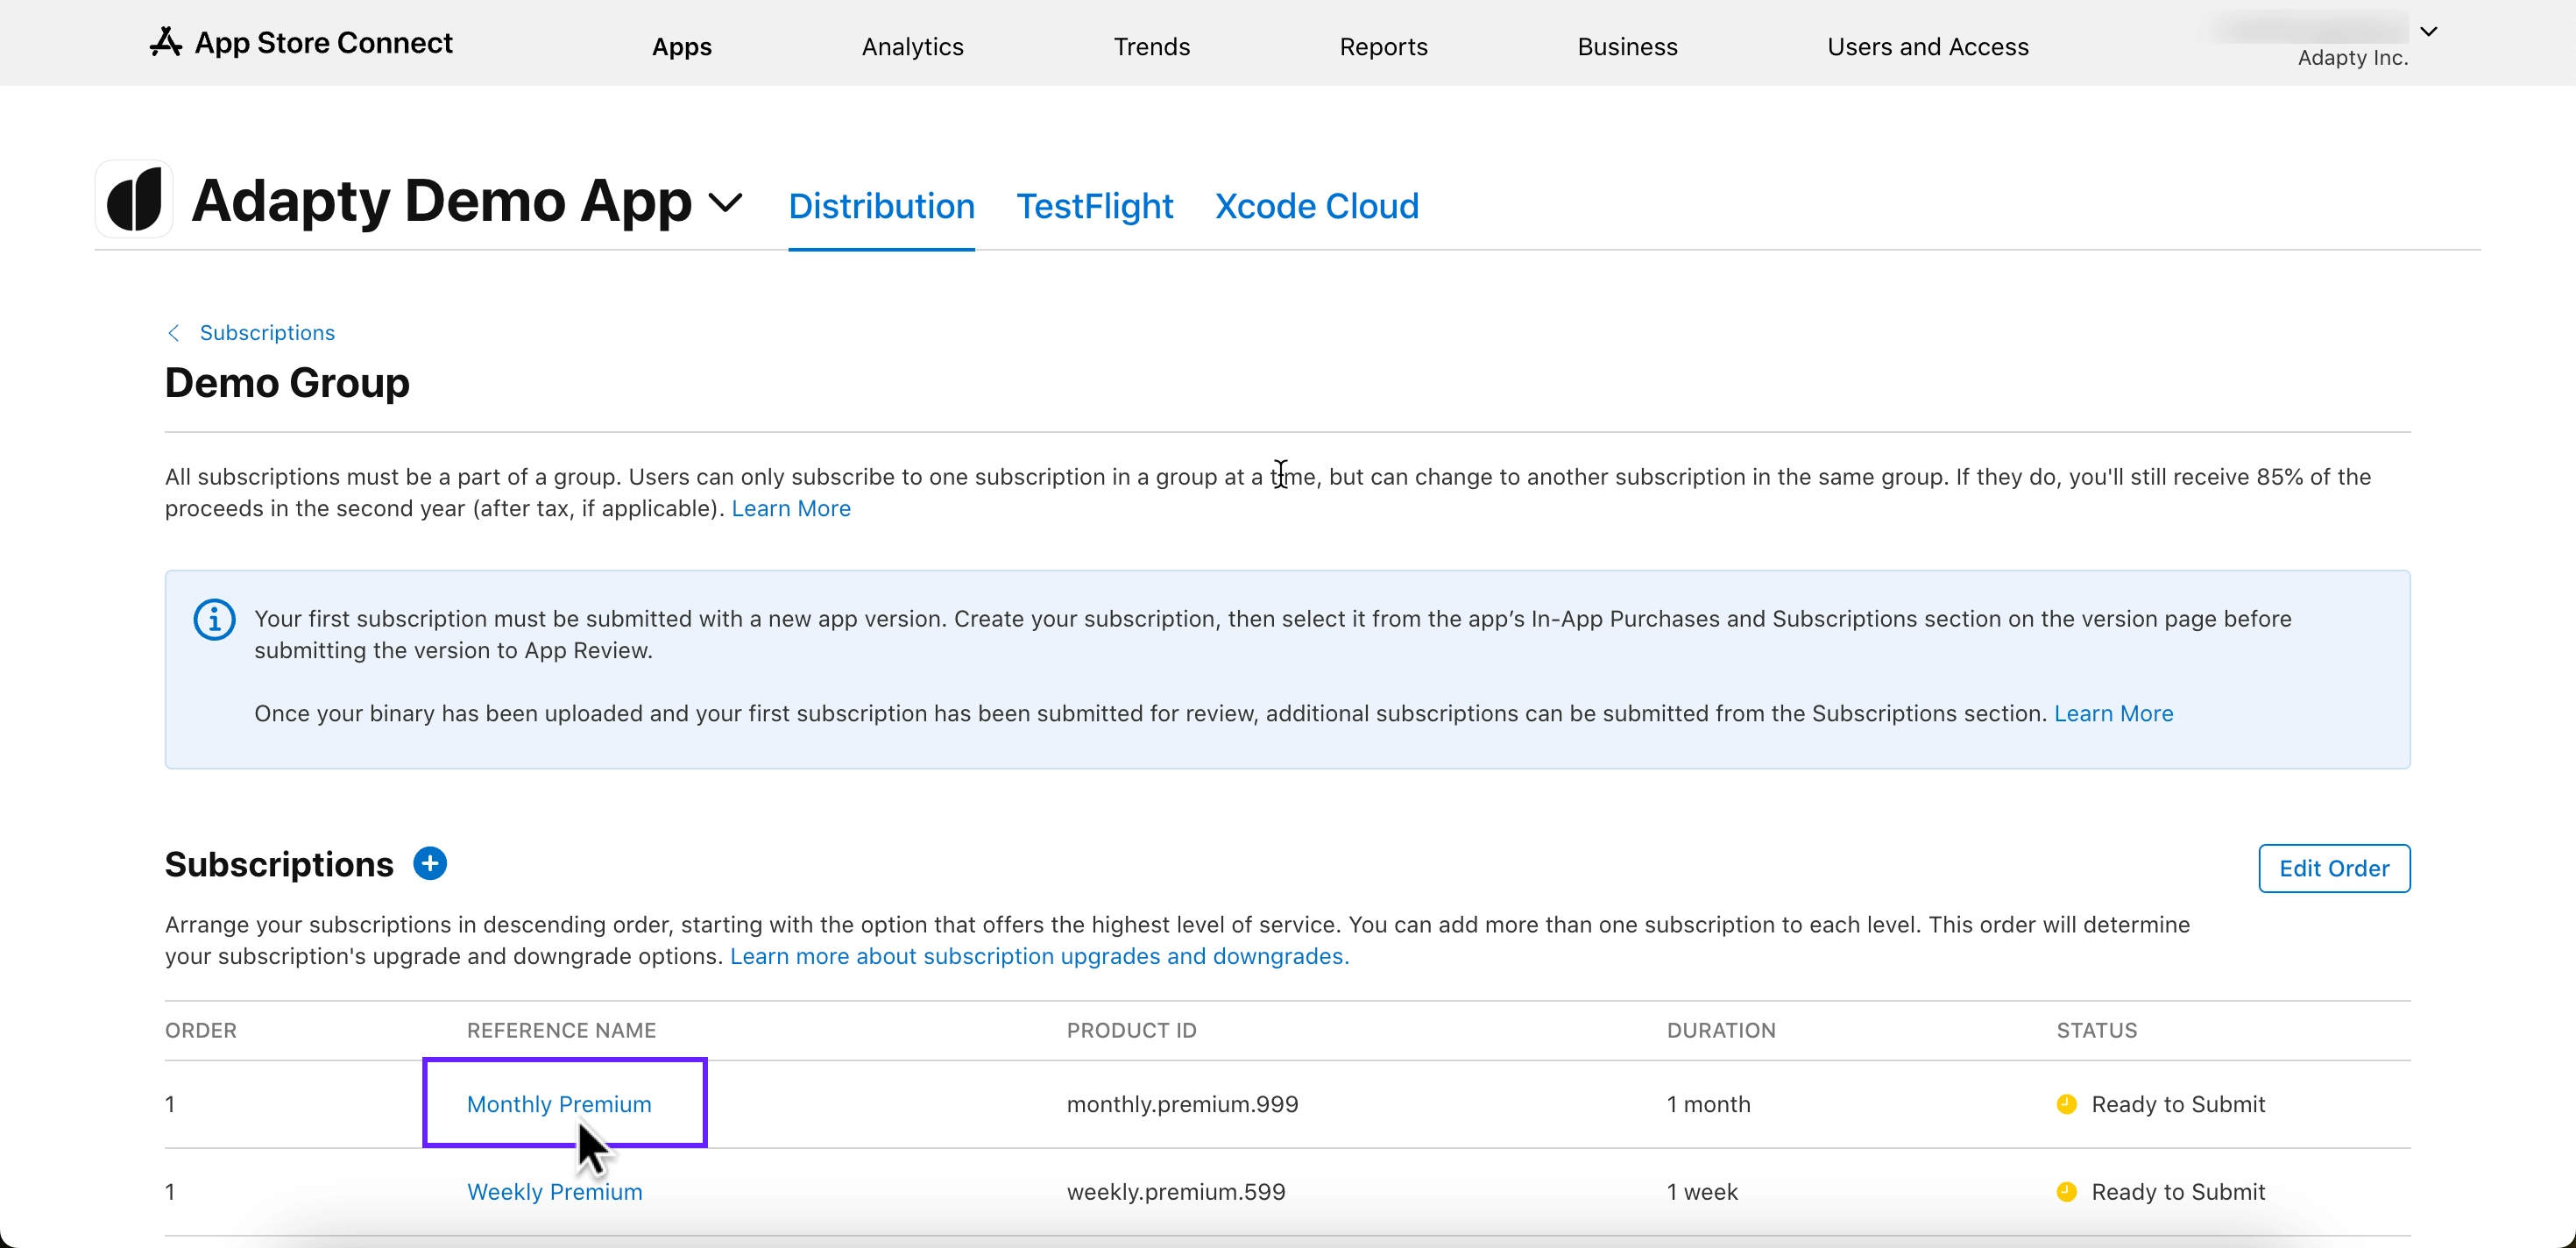 App Store Connect Apps Analytics Trends Reports Business Users and Access
Adapty Inc.
Adapty Demo App Distribution TestFlight Xcode Cloud
Subscriptions
Demo Group
All subscriptions must be a part of a group. Users can only subscribe to one subscription in a group at a time, but can change to another subscription in the same group. If they do, you'll still receive 85% of the
proceeds in the second year (after tax, if applicable). Learn More
Your first subscription must be submitted with a new app version. Create your subscription, then select it from the app’s In-App Purchases and Subscriptions section on the version page before
submitting the version to App Review.
Once your binary has been uploaded and your first subscription has been submitted for review, additional subscriptions can be submitted from the Subscriptions section. Learn More
Subscriptions
Edit Order
Arrange your subscriptions in descending order, starting with the option that offers the highest level of service. You can add more than one subscription to each level. This order will determine
your subscription's upgrade and downgrade options. Learn more about subscription upgrades and downgrades.
ORDER REFERENCE NAME PRODUCT ID DURATION STATUS
1 Monthly Premium monthly.premium.999 1 month Ready to Submit
1 Weekly Premium weekly.premium.599 1 week Ready to Submit